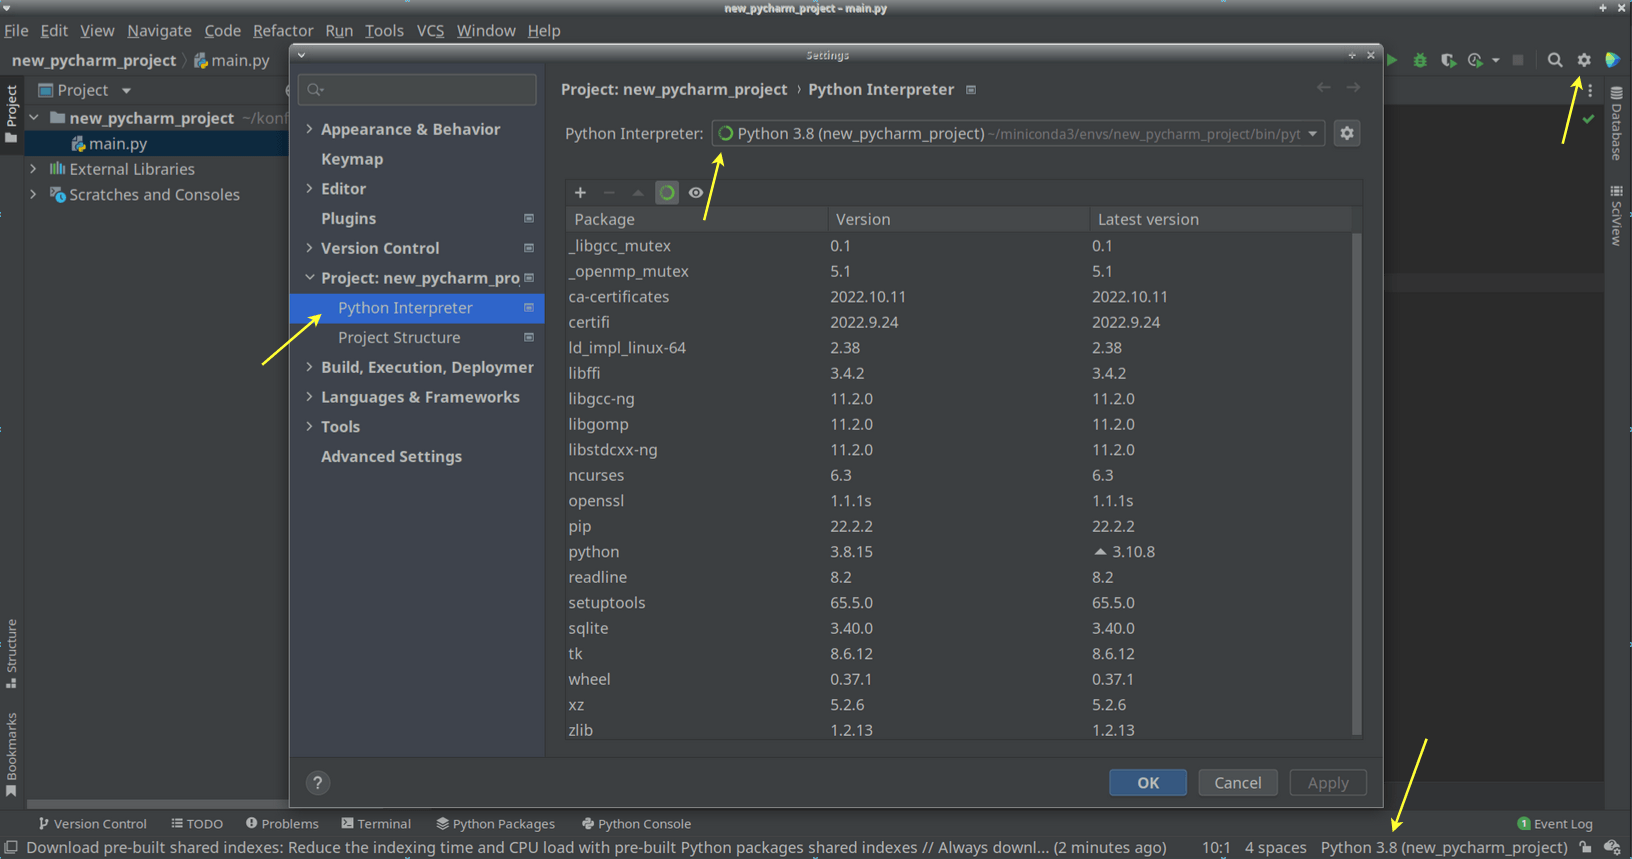 new_pycharm_project – main.py
File Edit View Navigate Code Refactor Run Tools VCS Window Help
new_pycharm_project main.py
Settings
Project
Project
new_pycharm_project ~/konf
main.py
External Libraries
Scratches and Consoles
Structure
Bookmarks
Appearance & Behavior
Keymap
Editor
Plugins
Version Control
Project: new_pycharm_pro
Python Interpreter
Project Structure
Build, Execution, Deploymer
Languages & Frameworks
Tools
Advanced Settings
Project: new_pycharm_project › Python Interpreter
Python Interpreter: Python 3.8 (new_pycharm_project) ~/miniconda3/envs/new_pycharm_project/bin/pyt
Package Version Latest version
_libgcc_mutex 0.1 0.1
_openmp_mutex 5.1 5.1
ca-certificates 2022.10.11 2022.10.11
certifi 2022.9.24 2022.9.24
ld_impl_linux-64 2.38 2.38
libffi 3.4.2 3.4.2
libgcc-ng 11.2.0 11.2.0
libgomp 11.2.0 11.2.0
libstdcxx-ng 11.2.0 11.2.0
ncurses 6.3 6.3
openssl 1.1.1s 1.1.1s
pip 22.2.2 22.2.2
python 3.8.15 3.10.8
readline 8.2 8.2
setuptools 65.5.0 65.5.0
sqlite 3.40.0 3.40.0
tk 8.6.12 8.6.12
wheel 0.37.1 0.37.1
xz 5.2.6 5.2.6
zlib 1.2.13 1.2.13
? OK Cancel Apply
Database
SciView
Version Control TODO Problems Terminal Python Packages Python Console 1 Event Log
Download pre-built shared indexes: Reduce the indexing time and CPU load with pre-built Python packages shared indexes // Always downl... (2 minutes ago) 10:1 4 spaces Python 3.8 (new_pycharm_project)